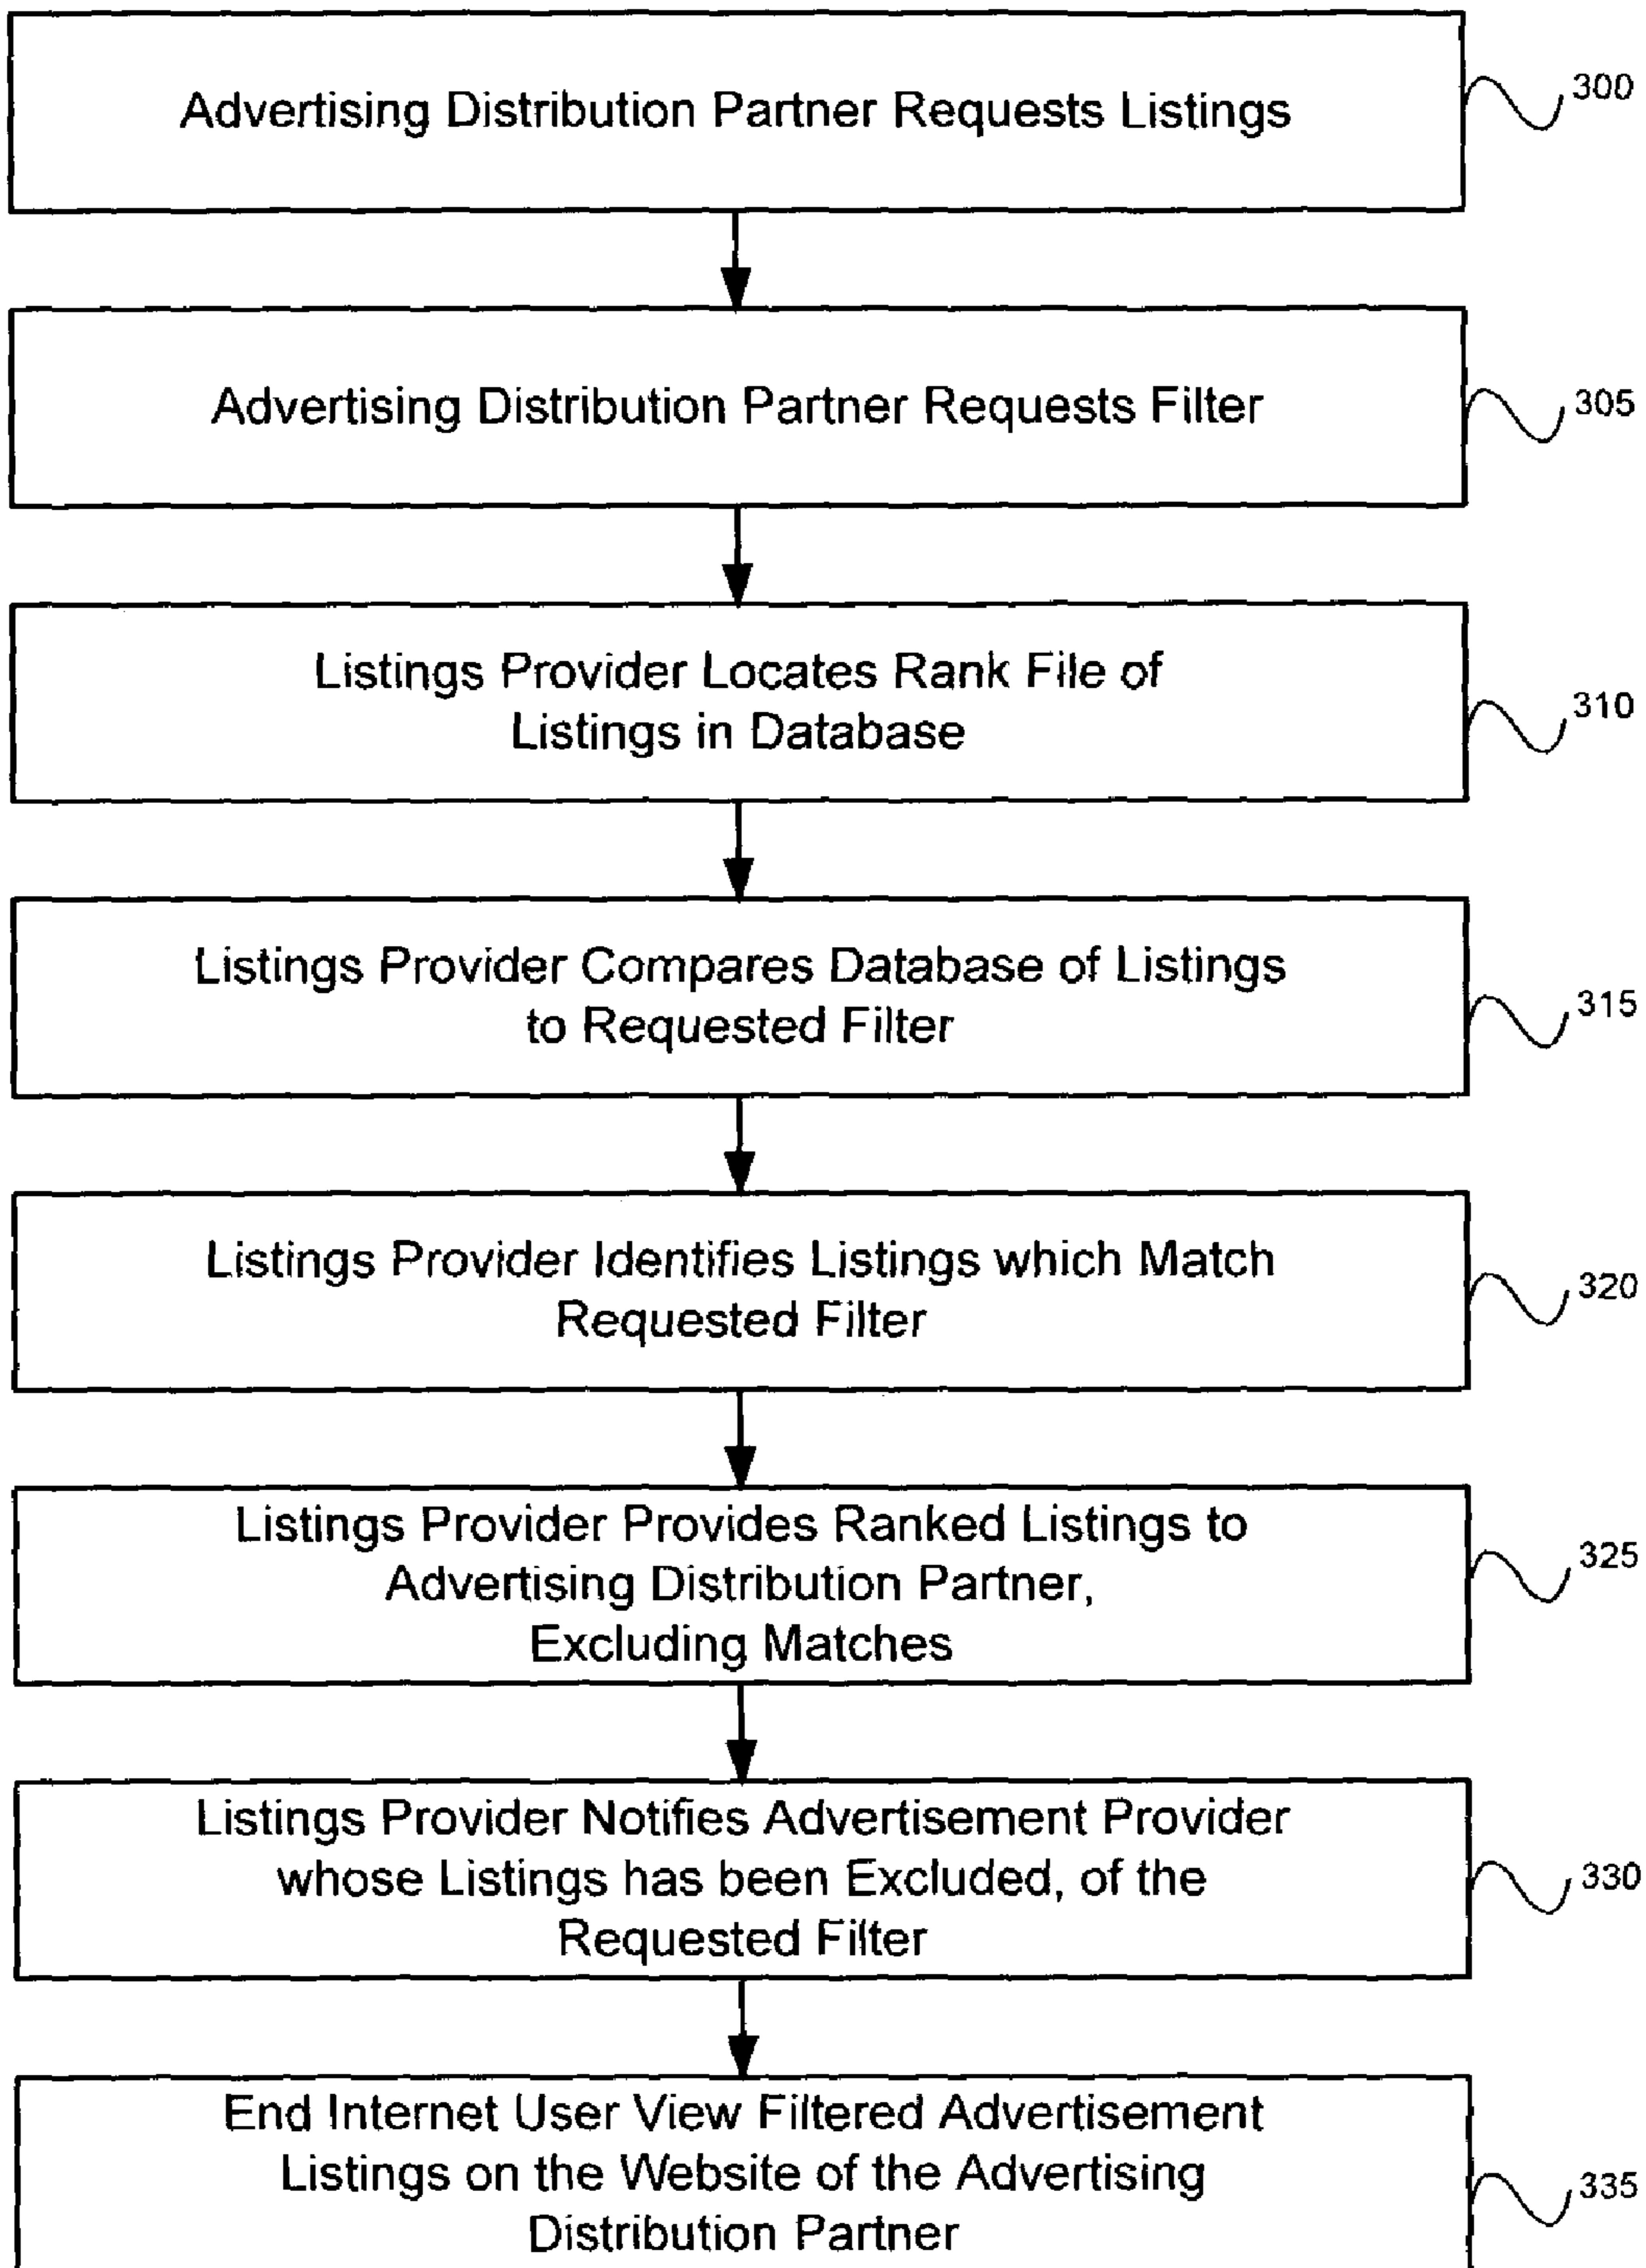 Advertising Distribution Partner Requests Listings
300
Advertising Distribution Partner Requests Filter
305
Listings Provider Locates Rank File of
Listings in Database
310
Listings Provider Compares Database of Listings
to Requested Filter
315
Listings Provider Identifies Listings which Match
Requested Filter
320
Listings Provider Provides Ranked Listings to
Advertising Distribution Partner,
Excluding Matches
325
Listings Provider Notifies Advertisement Provider
whose Listings has been Excluded, of the
Requested Filter
330
End Internet User View Filtered Advertisement
Listings on the Website of the Advertising
Distribution Partner
335